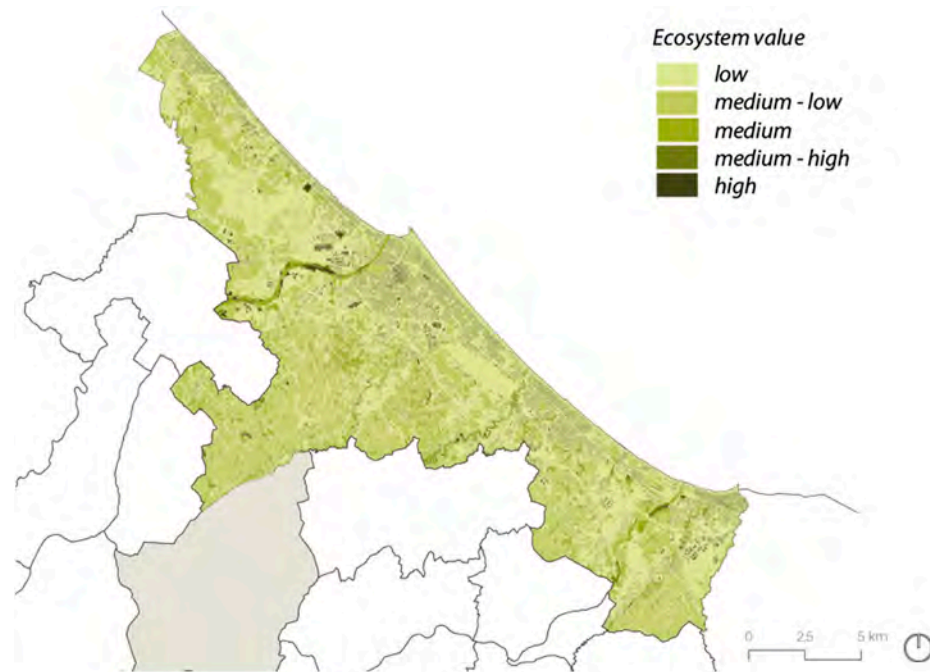 Ecosystem value
low
medium - low
medium
medium - high
high
0 2,5 5 km